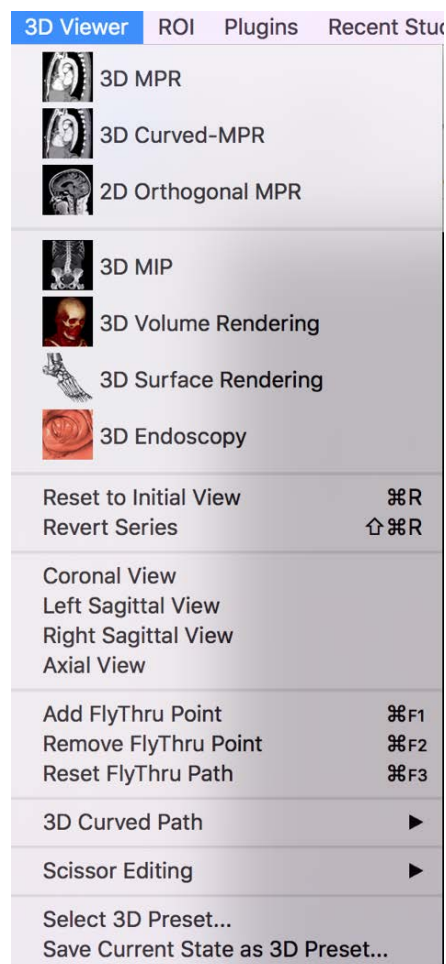 3D Viewer ROI Plugins Recent Stu
3D MPR
3D Curved-MPR
2D Orthogonal MPR
3D MIP
3D Volume Rendering
3D Surface Rendering
3D Endoscopy
Reset to Initial View ⌘R
Revert Series ⇧⌘R
Coronal View
Left Sagittal View
Right Sagittal View
Axial View
Add FlyThru Point ⌘F1
Remove FlyThru Point ⌘F2
Reset FlyThru Path ⌘F3
3D Curved Path ▶
Scissor Editing ▶
Select 3D Preset...
Save Current State as 3D Preset...